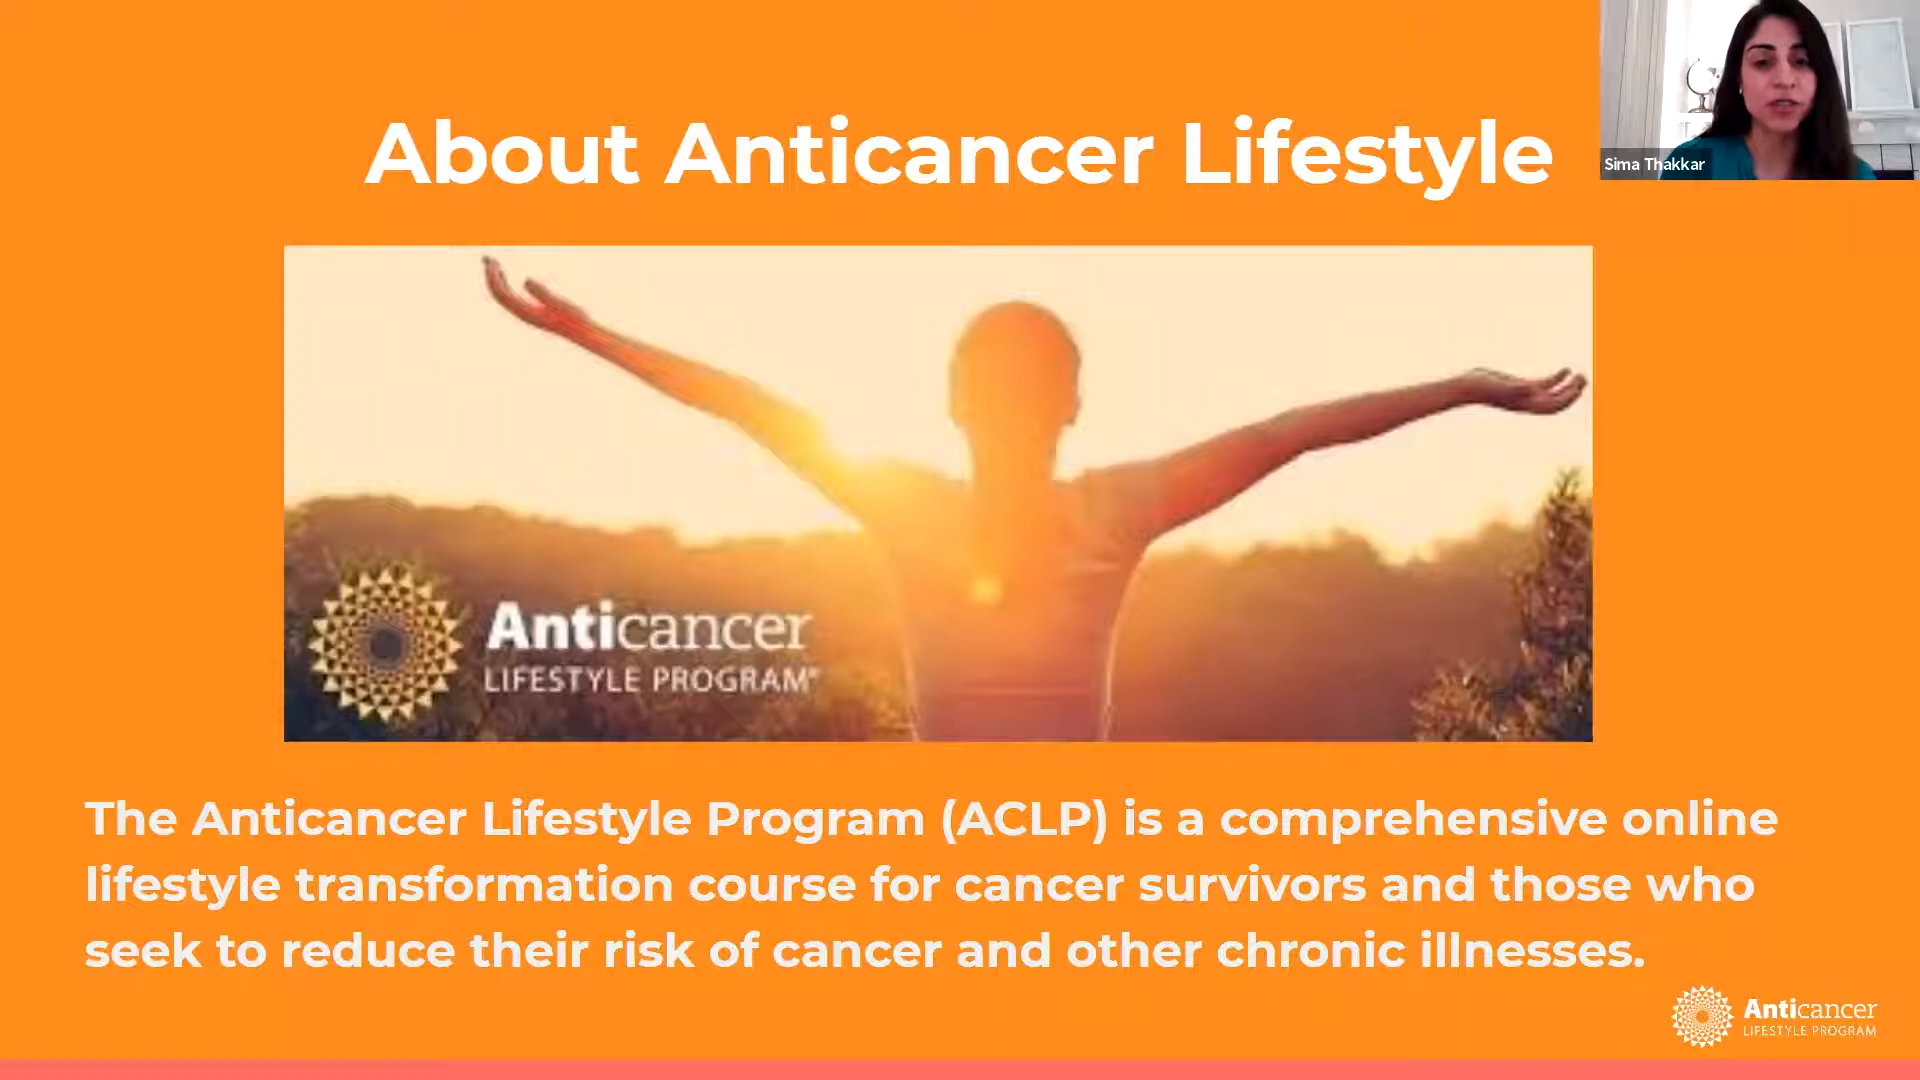 About Anticancer Lifestyle
Sima Thakkar
Anticancer
LIFESTYLE PROGRAM®
The Anticancer Lifestyle Program (ACLP) is a comprehensive online
lifestyle transformation course for cancer survivors and those who
seek to reduce their risk of cancer and other chronic illnesses.
Anticancer
LIFESTYLE PROGRAM